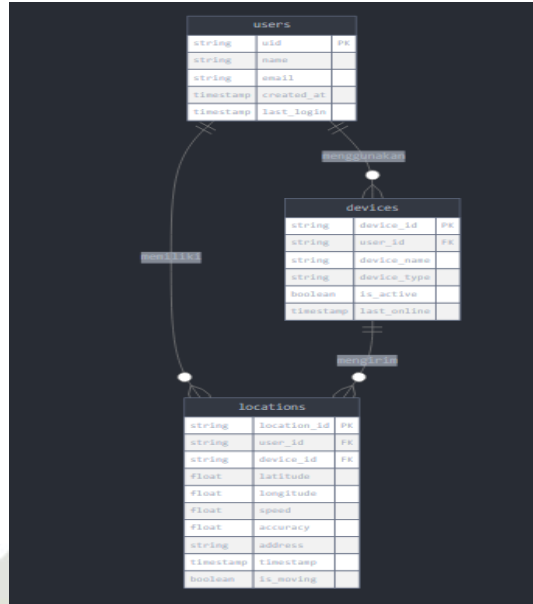 users
string uid PK
string name
string email
timestamp created_at
timestamp last_login
menggunakan
devices
string device_id PK
string user_id FK
string device_name
string device_type
boolean is_active
timestamp last_online
memiliki
mengirim
locations
string location_id PK
string user_id FK
string device_id FK
float latitude
float longitude
float speed
float accuracy
string address
timestamp timestamp
boolean is_moving